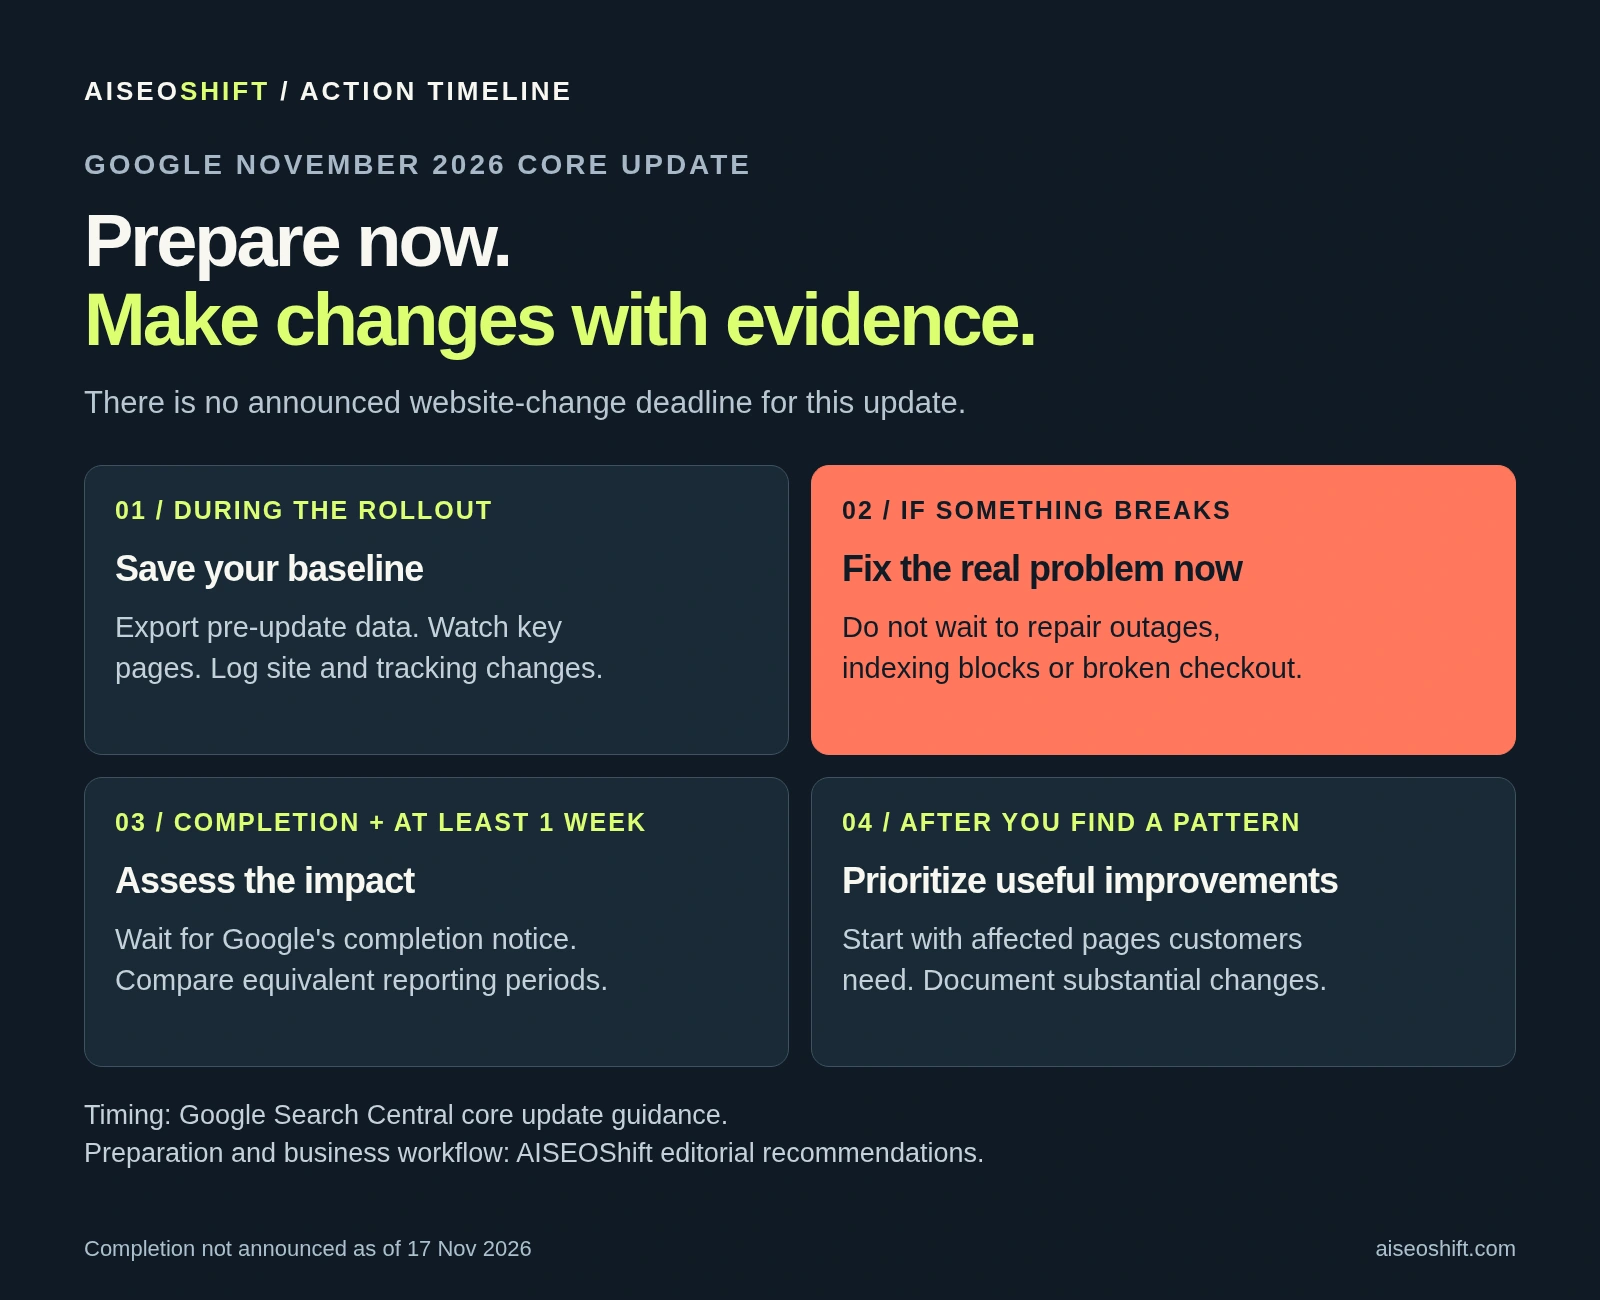 AISEOSHIFT / ACTION TIMELINE
GOOGLE NOVEMBER 2026 CORE UPDATE
Prepare now.
Make changes with evidence.
There is no announced website-change deadline for this update.
01 / DURING THE ROLLOUT
Save your baseline
Export pre-update data. Watch key
pages. Log site and tracking changes.
02 / IF SOMETHING BREAKS
Fix the real problem now
Do not wait to repair outages,
indexing blocks or broken checkout.
03 / COMPLETION + AT LEAST 1 WEEK
Assess the impact
Wait for Google's completion notice.
Compare equivalent reporting periods.
04 / AFTER YOU FIND A PATTERN
Prioritize useful improvements
Start with affected pages customers
need. Document substantial changes.
Timing: Google Search Central core update guidance.
Preparation and business workflow: AISEOShift editorial recommendations.
Completion not announced as of 17 Nov 2026
aiseoshift.com